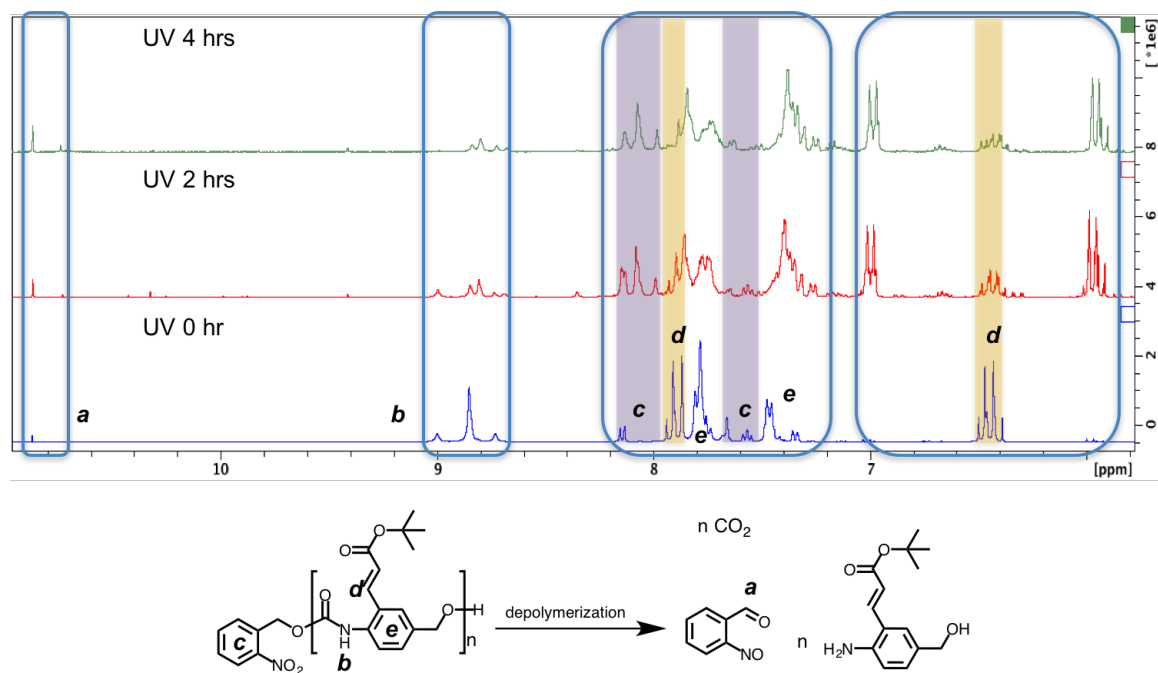 UV 4 hrs
UV 2 hrs
UV 0 hr
a
b
c
d
e
c
e
d
[ *1e6]
8
6
4
2
0
10
9
8
7
[ppm]
n CO2
O
O
d
O
N
H
b
e
O
H
n
O
c
NO2
depolymerization
a
O
NO
n
O
O
H2N
OH